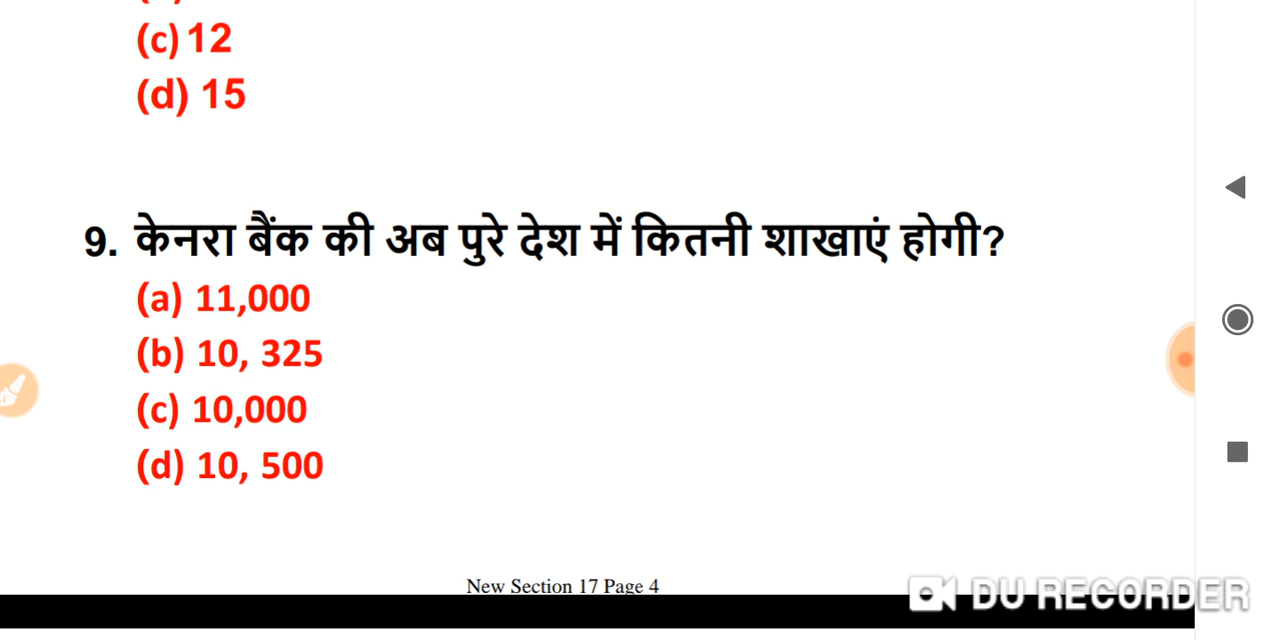 (c) 12
(d) 15
9. केनरा बैंक की अब पुरे देश में कितनी शाखाएं होगी?
(a) 11,000
(b) 10, 325
(c) 10,000
(d) 10, 500
New Section 17 Page 4
DU RECORDER